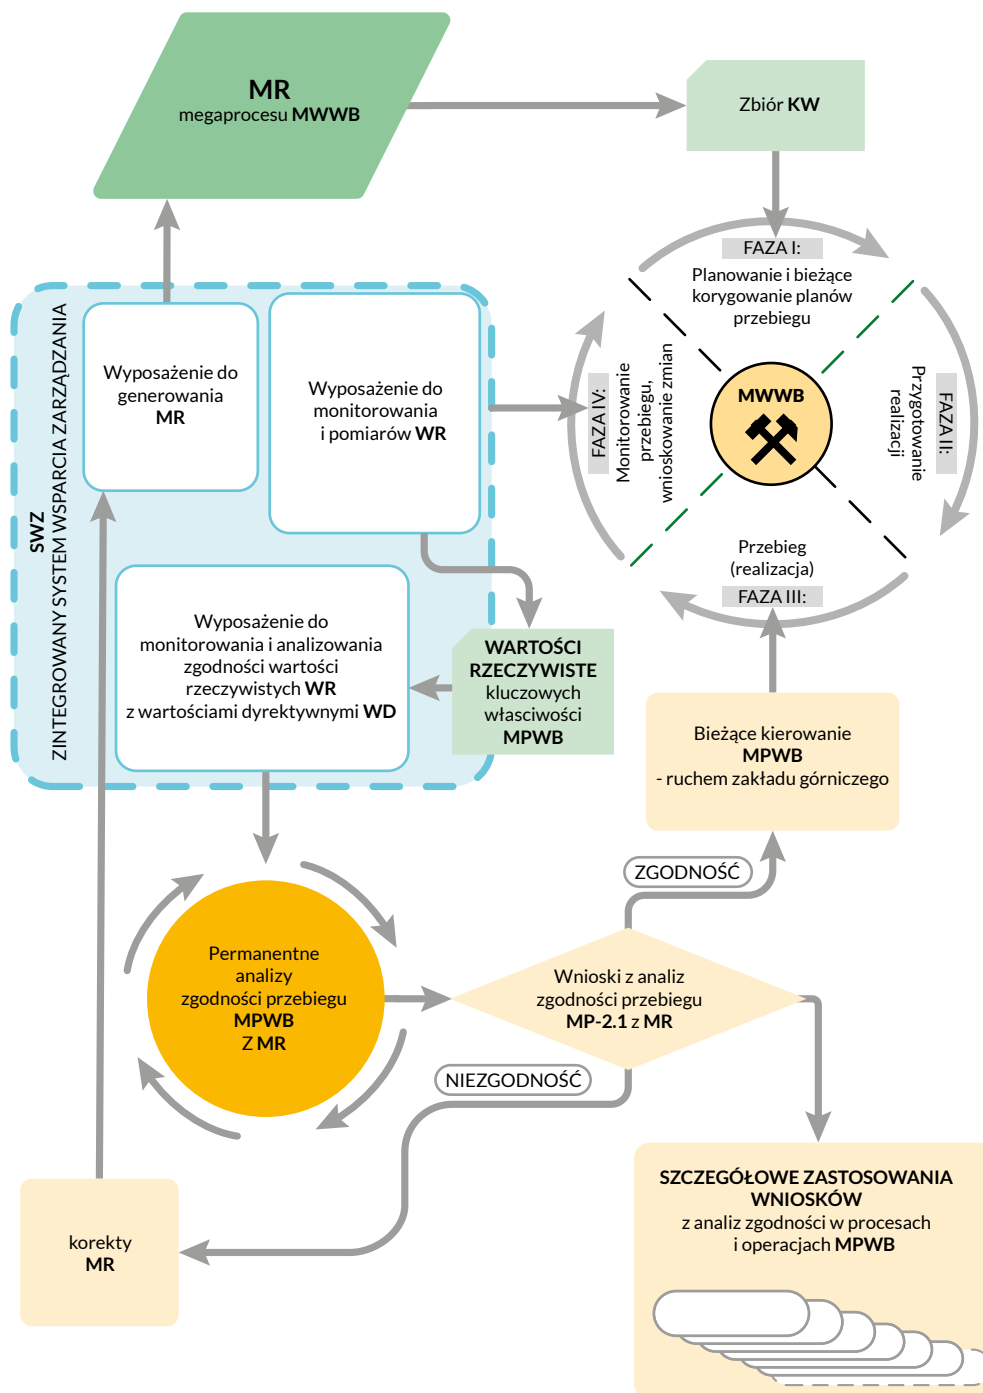 MR
megaprocesu MWWB
Zbiór KW
FAZA I:
Planowanie i bieżące
korygowanie planów
przebiegu
FAZA II:
Przygotowanie
realizacji
Przebieg
(realizacja)
FAZA III:
FAZA IV:
Monitorowanie
przebiegu,
wnioskowanie zmian
MWWB
SWZ
ZINTEGROWANY SYSTEM WSPARCIA ZARZĄDZANIA
Wyposażenie do
generowania
MR
Wyposażenie do
monitorowania
i pomiarów WR
Wyposażenie do
monitorowania i analizowania
zgodności wartości
rzeczywistych WR
z wartościami dyrektywnymi WD
WARTOŚCI
RZECZYWISTE
kluczowych
własciwości
MPWB
Bieżące kierowanie
MPWB
- ruchem zakładu górniczego
ZGODNOŚĆ
Permanentne
analizy
zgodności przebiegu
MPWB
Z MR
Wnioski z analiz
zgodności przebiegu
MP-2.1 z MR
NIEZGODNOŚĆ
korekty
MR
SZCZEGÓŁOWE ZASTOSOWANIA
WNIOSKÓW
z analiz zgodności w procesach
i operacjach MPWB